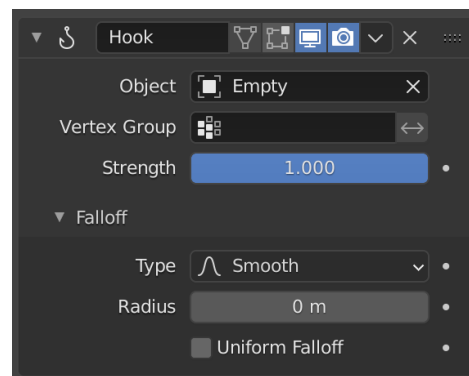 Hook
Object Empty
Vertex Group
Strength 1.000
Falloff
Type Smooth
Radius 0 m
Uniform Falloff